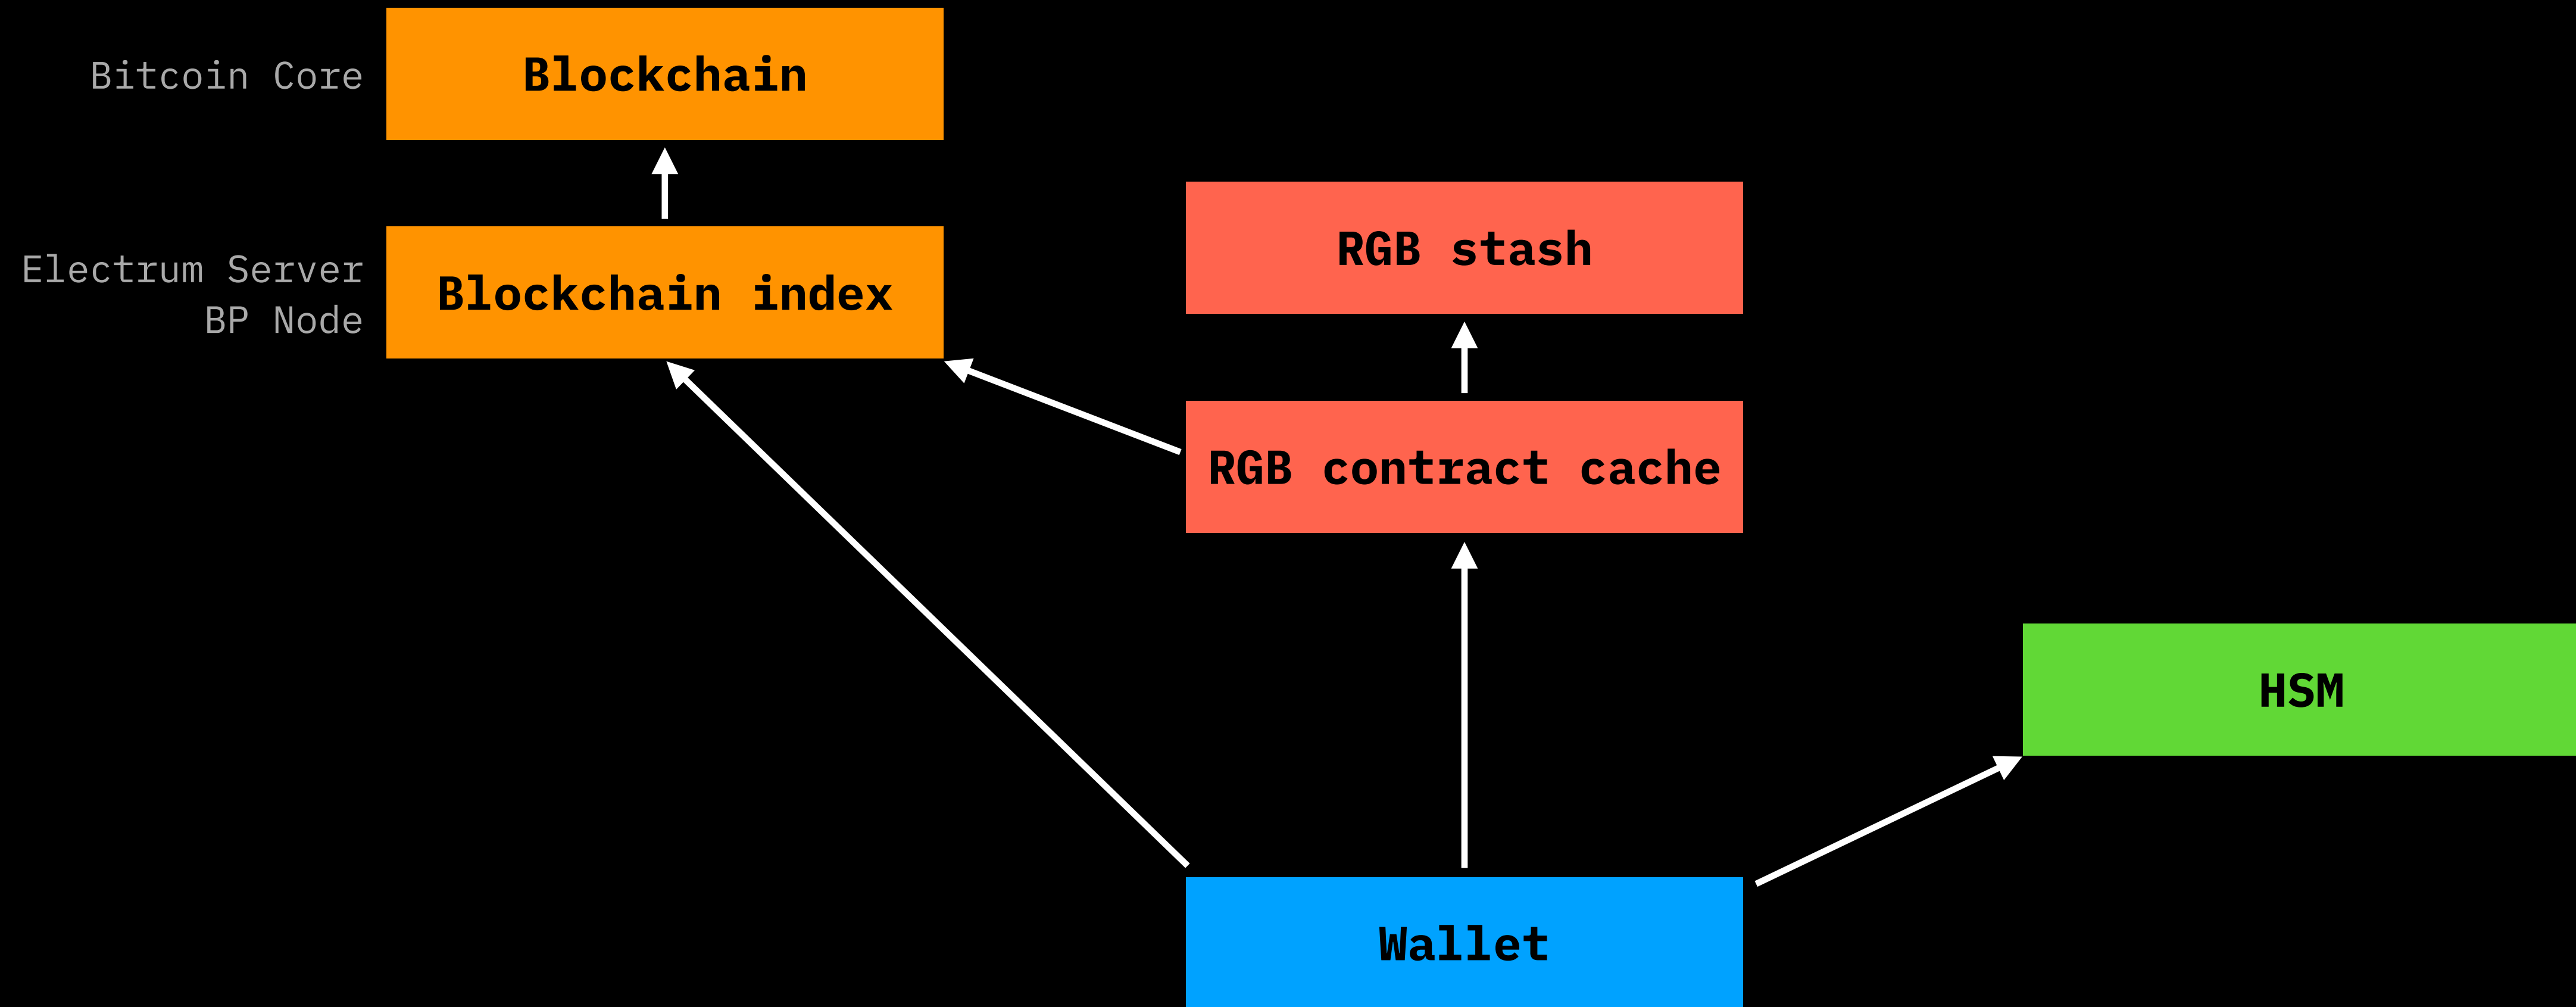 Bitcoin Core
Blockchain
Electrum Server
BP Node
Blockchain index
RGB stash
RGB contract cache
HSM
Wallet